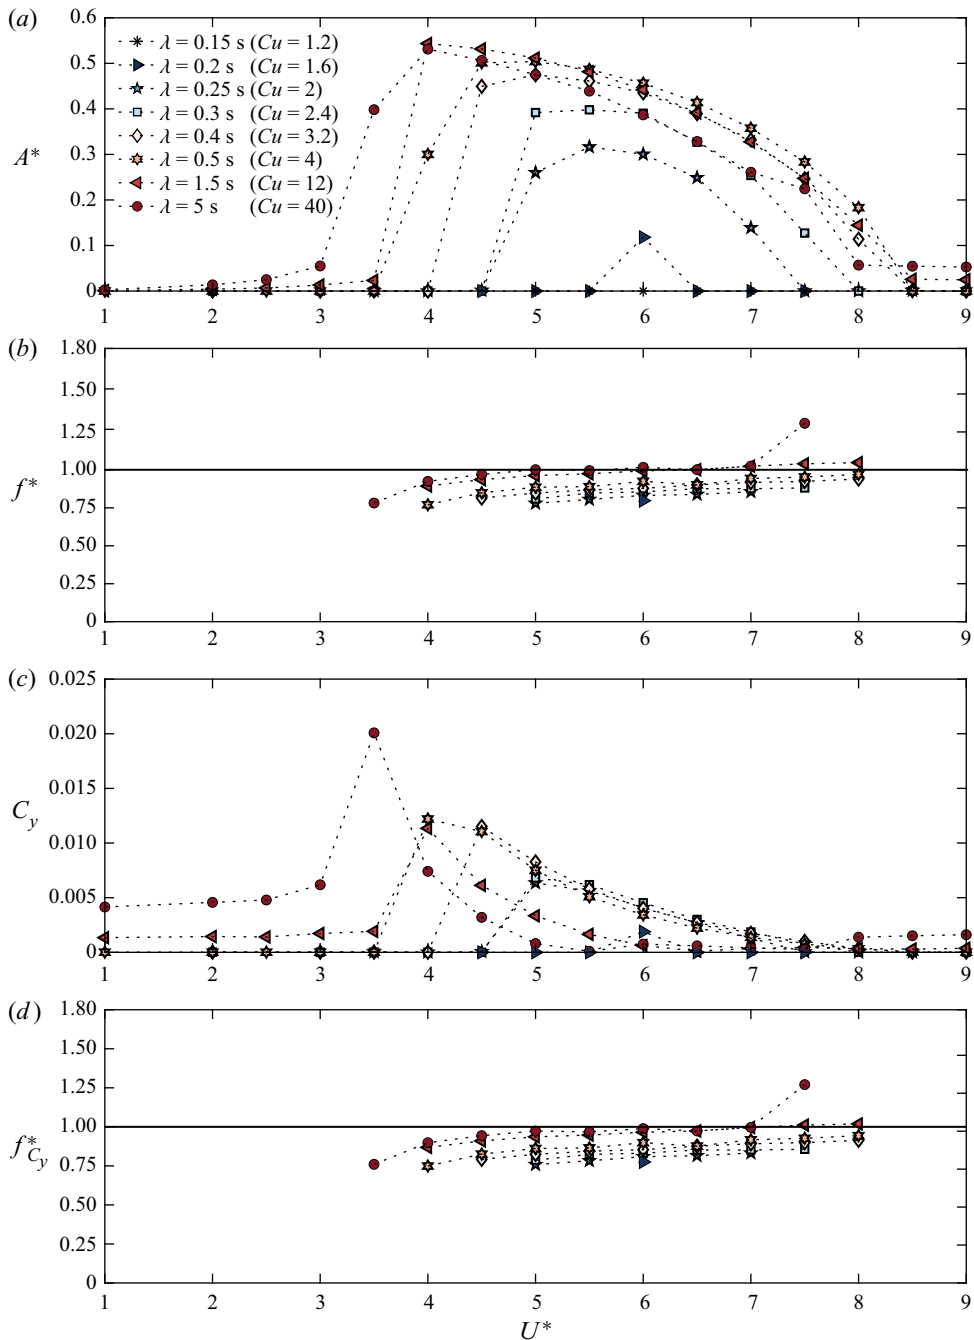 (a)
0.6
0.5
0.4
0.3
0.2
0.1
0
A*
λ = 0.15 s (Cu = 1.2)
λ = 0.2 s (Cu = 1.6)
λ = 0.25 s (Cu = 2)
λ = 0.3 s (Cu = 2.4)
λ = 0.4 s (Cu = 3.2)
λ = 0.5 s (Cu = 4)
λ = 1.5 s (Cu = 12)
λ = 5 s (Cu = 40)
1 2 3 4 5 6 7 8 9
(b)
1.80
1.50
1.25
1.00
0.75
0.50
0.25
0
f*
1 2 3 4 5 6 7 8 9
(c)
0.025
0.020
0.015
0.010
0.005
0
C_y
1 2 3 4 5 6 7 8 9
(d)
1.80
1.50
1.25
1.00
0.75
0.50
0.25
0
f*_{C_y}
1 2 3 4 5 6 7 8 9
U*